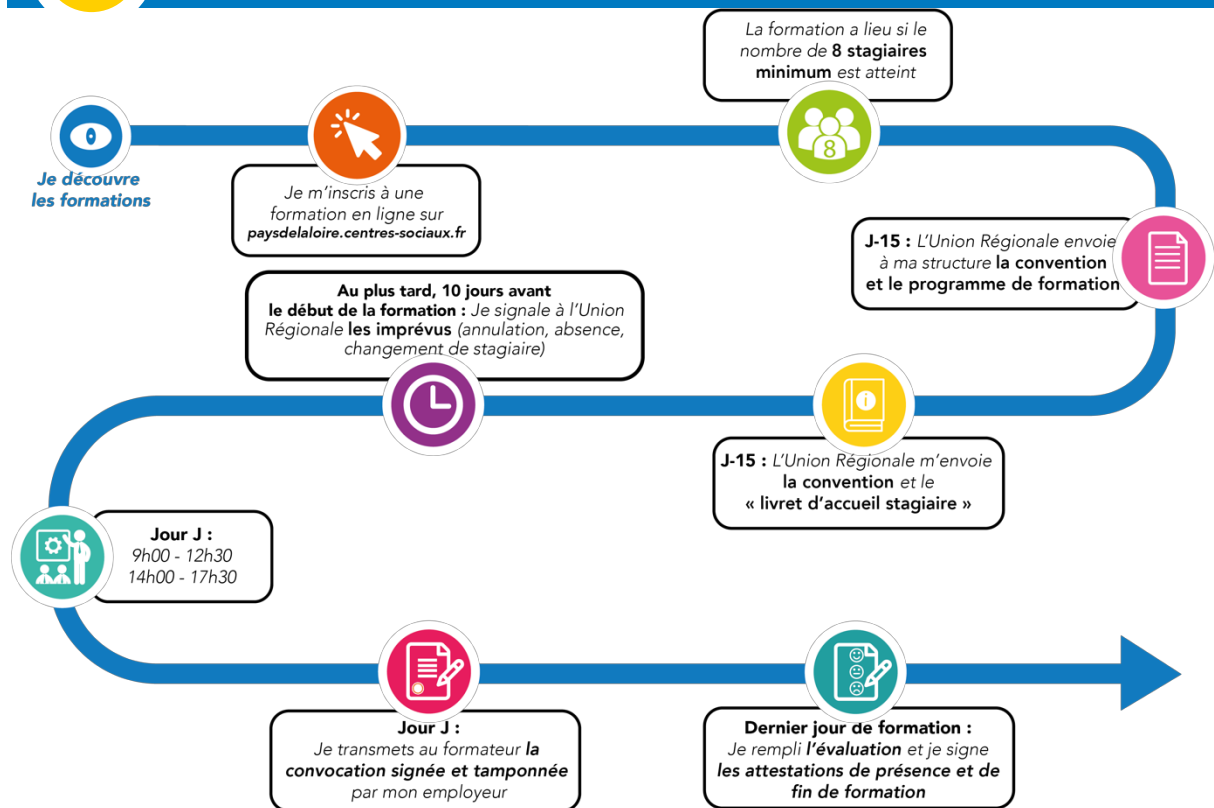 Je découvre
les formations
Je m'inscris à une
formation en ligne sur
paysdelaloire.centres-sociaux.fr
La formation a lieu si le
nombre de 8 stagiaires
minimum est atteint
8
J-15 : L'Union Régionale envoie
à ma structure la convention
et le programme de formation
J-15 : L'Union Régionale m'envoie
la convention et le
« livret d'accueil stagiaire »
Au plus tard, 10 jours avant
le début de la formation : Je signale à l'Union
Régionale les imprévus (annulation, absence,
changement de stagiaire)
Jour J :
9h00 - 12h30
14h00 - 17h30
Jour J :
Je transmets au formateur la
convocation signée et tamponnée
par mon employeur
Dernier jour de formation :
Je rempli l'évaluation et je signe
les attestations de présence et de
fin de formation